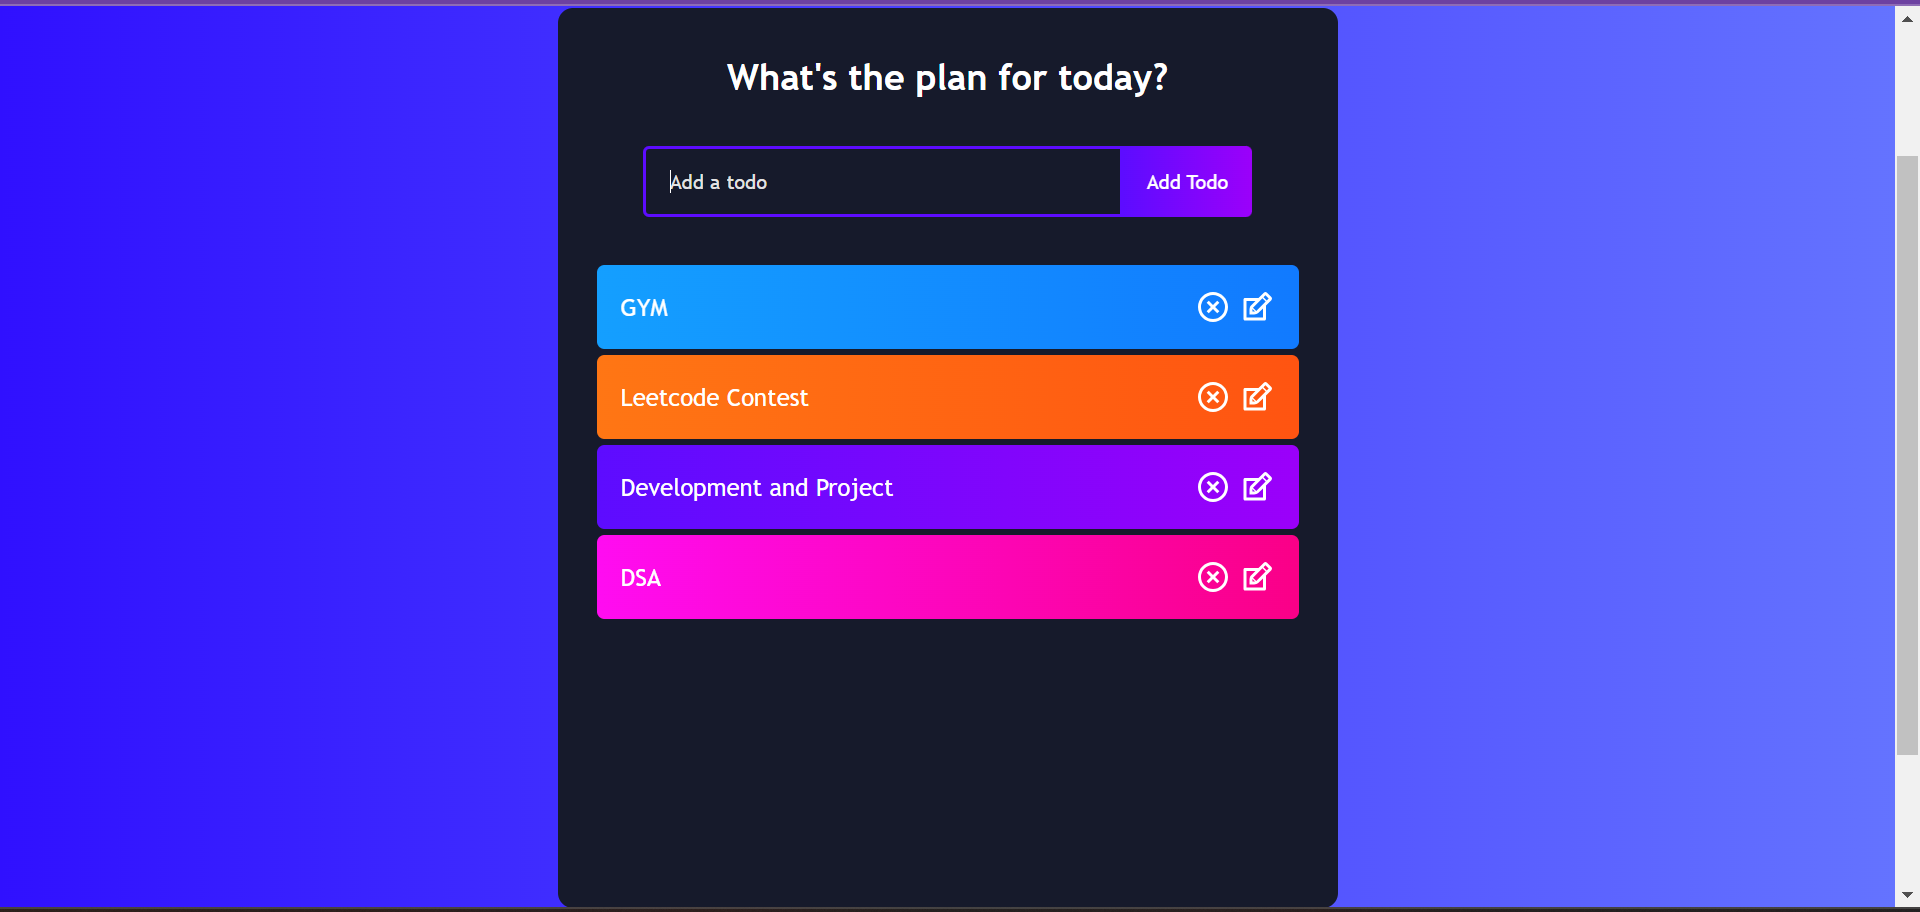 What's the plan for today?
Add a todo
Add Todo
GYM
Leetcode Contest
Development and Project
DSA